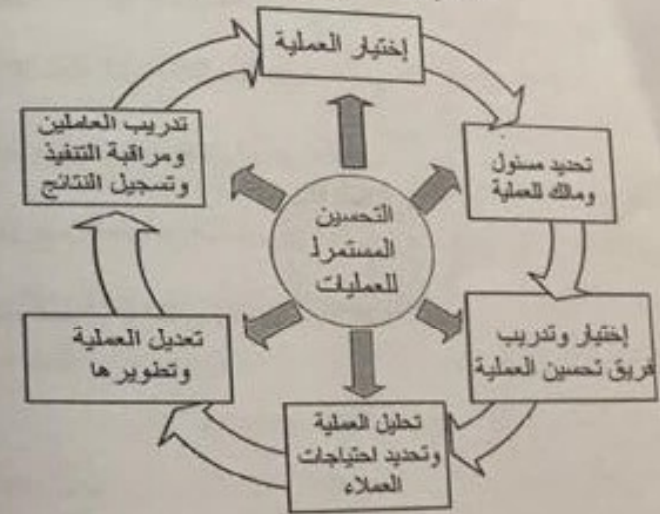 إختيار العملية
تحديد مسئول
ومالك للعملية
إختيار وتدريب
فريق تحسين العملية
تحليل العملية
وتحديد احتياجات
العملاء
تعديل العملية
وتطويرها
تدريب العاملين
ومراقبة التنفيذ
وتسجيل النتائج
التحسين
المستمرلـ
للعمليات